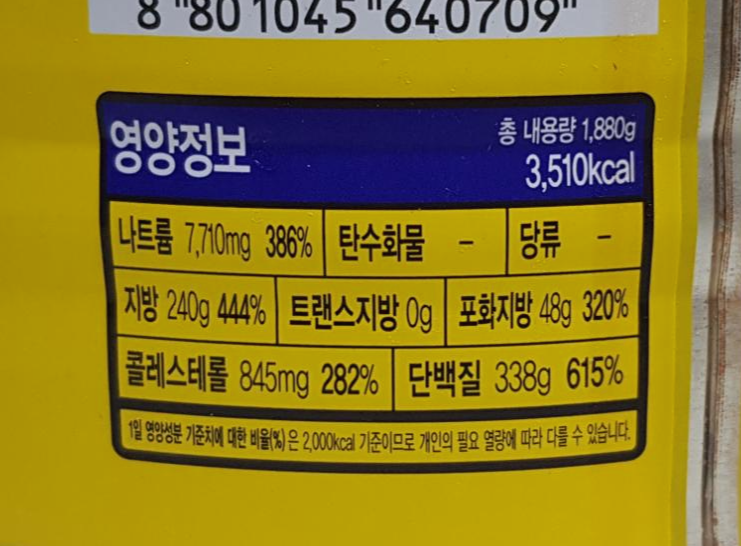 8 "80 1045 "640709"
영양정보
총 내용량 1,880g
3,510kcal
나트륨 7,710mg 386% 탄수화물 - 당류 -
지방 240g 444% 트랜스지방 0g 포화지방 48g 320%
콜레스테롤 845mg 282% 단백질 338g 615%
1일 영양성분 기준치에 대한 비율(%)은 2,000kcal 기준이므로 개인의 필요 열량에 따라 다를 수 있습니다.